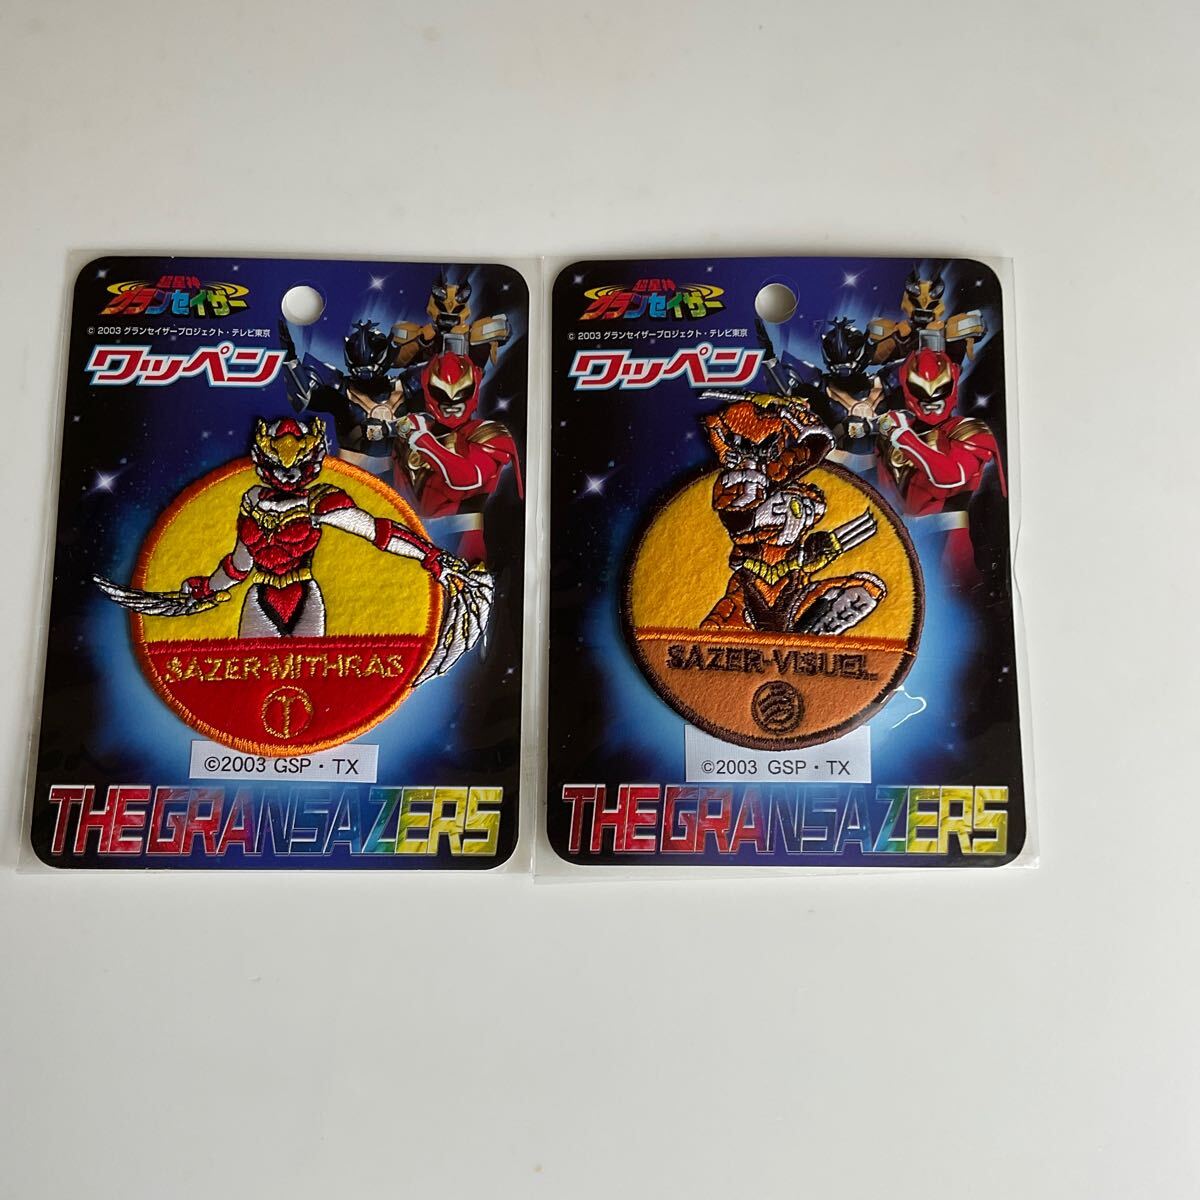 超星神
グランセイザー
© 2003 グランセイザープロジェクト・テレビ東京
ワッペン
SAZER-MITHRAS
©2003 GSP・TX
THE GRANSAZERS
超星神
グランセイザー
© 2003 グランセイザープロジェクト・テレビ東京
ワッペン
SAZER-VISUEL
©2003 GSP・TX
THE GRANSAZERS